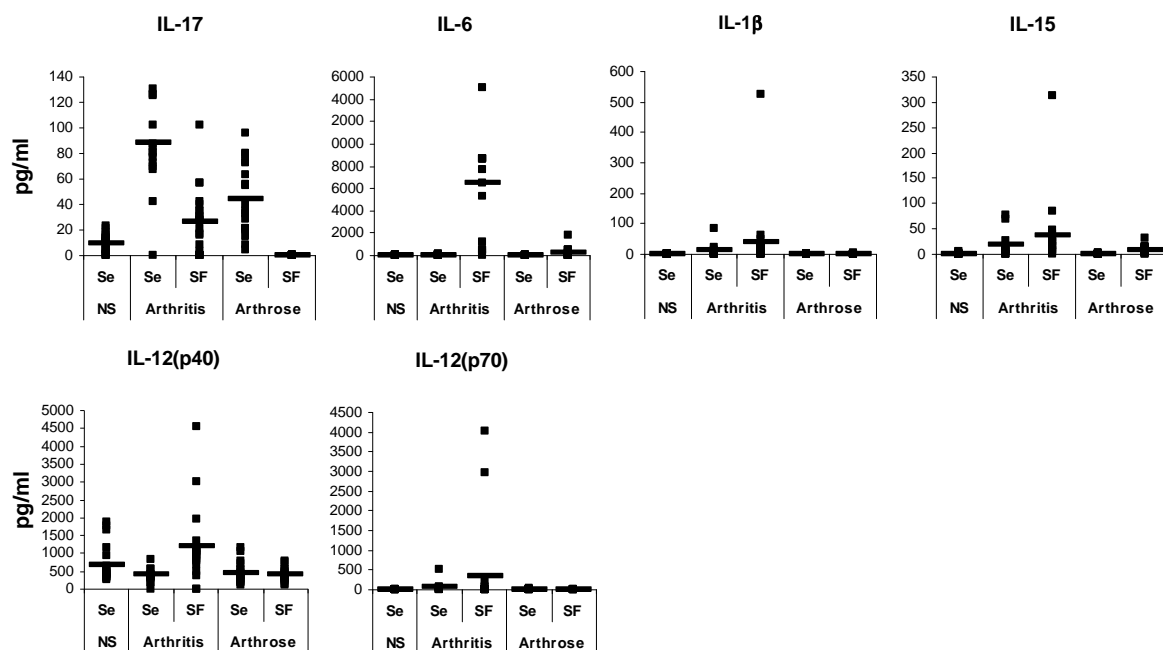 IL-17
pg/ml
140
120
100
80
60
40
20
0
Se Se SF Se SF
NS Arthritis Arthrose
IL-6
6000
4000
2000
0000
8000
6000
4000
2000
0
Se Se SF Se SF
NS Arthritis Arthrose
IL-1β
600
500
400
300
200
100
0
Se Se SF Se SF
NS Arthritis Arthrose
IL-15
350
300
250
200
150
100
50
0
Se Se SF Se SF
NS Arthritis Arthrose
IL-12(p40)
pg/ml
5000
4500
4000
3500
3000
2500
2000
1500
1000
500
0
Se Se SF Se SF
NS Arthritis Arthrose
IL-12(p70)
4500
4000
3500
3000
2500
2000
1500
1000
500
0
Se Se SF Se SF
NS Arthritis Arthrose